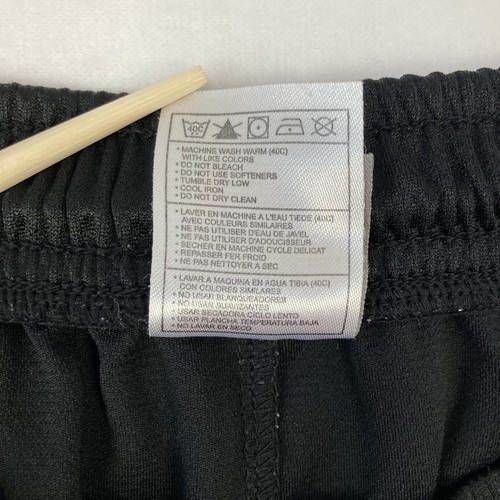 40C
• MACHINE WASH WARM (40C)
WITH LIKE COLORS
• DO NOT BLEACH
• DO NOT USE SOFTENERS
• TUMBLE DRY LOW
• COOL IRON
• DO NOT DRY CLEAN
• LAVER EN MACHINE A L'EAU TIEDE (40C)
AVEC COULEURS SIMILAIRES
• NE PAS UTILISER D'EAU DE JAVEL
• NE PAS UTILISER D'ADOUCISSEUR
• SECHER EN MACHINE CYCLE DELICAT
• REPASSER FER FROID
• NE PAS NETTOYER A SEC
• LAVAR A MAQUINA EN AGUA TIBIA (40C)
CON COLORES SIMILARES
• NO USAR BLANQUEADORES
• NO USAR SUAVIZANTES
• USAR SECADORA CICLO LENTO
• USAR PLANCHA TEMPERATURA BAJA
• NO LAVAR EN SECO